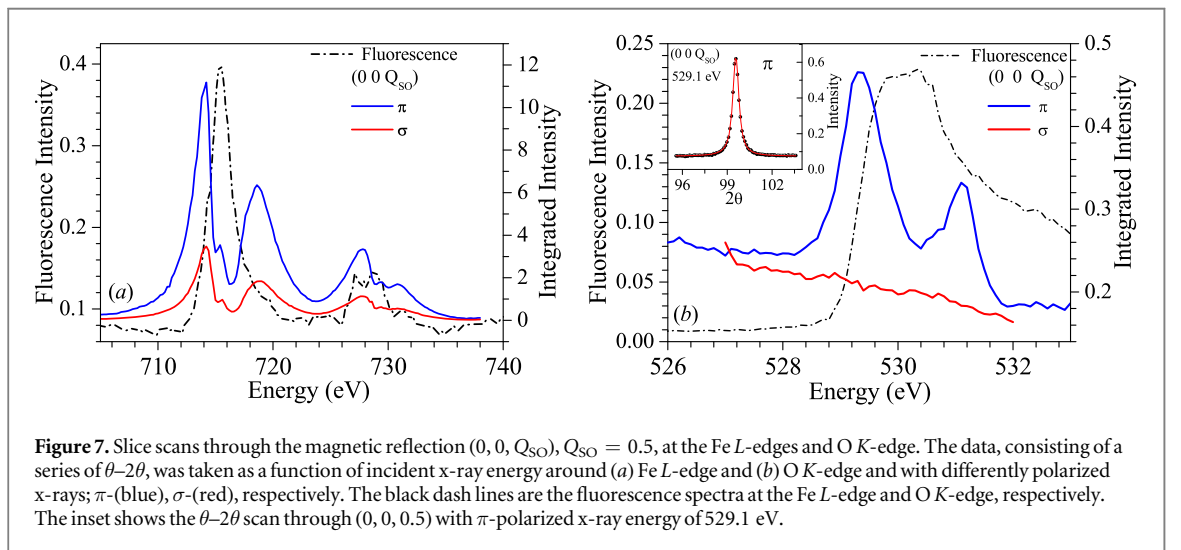 Fluorescence
(0 0 Q_SO)
π
σ
(a)
Fluorescence Intensity
0.4
0.3
0.2
0.1
12
10
8
6
4
2
0
Integrated Intensity
710 720 730 740
Energy (eV)
Fluorescence
(0 0 Q_SO)
π
σ
(b)
Fluorescence Intensity
0.25
0.20
0.15
0.10
0.05
0.00
0.5
0.4
0.3
0.2
Integrated Intensity
526 528 530 532
Energy (eV)
(0 0 Q_SO)
529.1 eV
π
0.6
0.4
0.2
0.0
Intensity
96 99 102
2θ
Figure 7. Slice scans through the magnetic reflection (0, 0, Q_SO), Q_SO = 0.5, at the Fe L-edges and O K-edge. The data, consisting of a
series of θ–2θ, was taken as a function of incident x-ray energy around (a) Fe L-edge and (b) O K-edge and with differently polarized
x-rays; π-(blue), σ-(red), respectively. The black dash lines are the fluorescence spectra at the Fe L-edge and O K-edge, respectively.
The inset shows the θ–2θ scan through (0, 0, 0.5) with π-polarized x-ray energy of 529.1 eV.